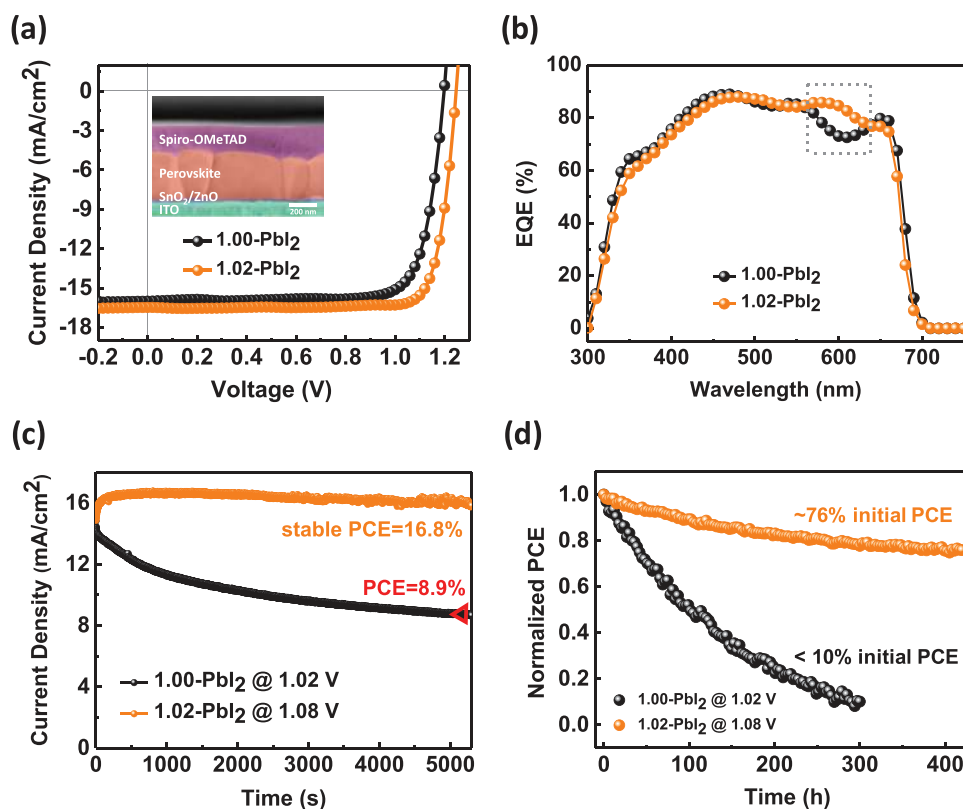 (a)
Current Density (mA/cm²)
0
-3
-6
-9
-12
-15
-18
Spiro-OMeTAD
Perovskite
SnO₂/ZnO
ITO
200 nm
1.00-PbI₂
1.02-PbI₂
-0.2 0.0 0.2 0.4 0.6 0.8 1.0 1.2
Voltage (V)
(b)
EQE (%)
100
80
60
40
20
0
1.00-PbI₂
1.02-PbI₂
300 400 500 600 700
Wavelength (nm)
(c)
Current Density (mA/cm²)
20
16
12
8
4
0
stable PCE=16.8%
PCE=8.9%
1.00-PbI₂ @ 1.02 V
1.02-PbI₂ @ 1.08 V
0 1000 2000 3000 4000 5000
Time (s)
(d)
Normalized PCE
1.0
0.8
0.6
0.4
0.2
0.0
~76% initial PCE
< 10% initial PCE
1.00-PbI₂ @ 1.02 V
1.02-PbI₂ @ 1.08 V
0 100 200 300 400
Time (h)